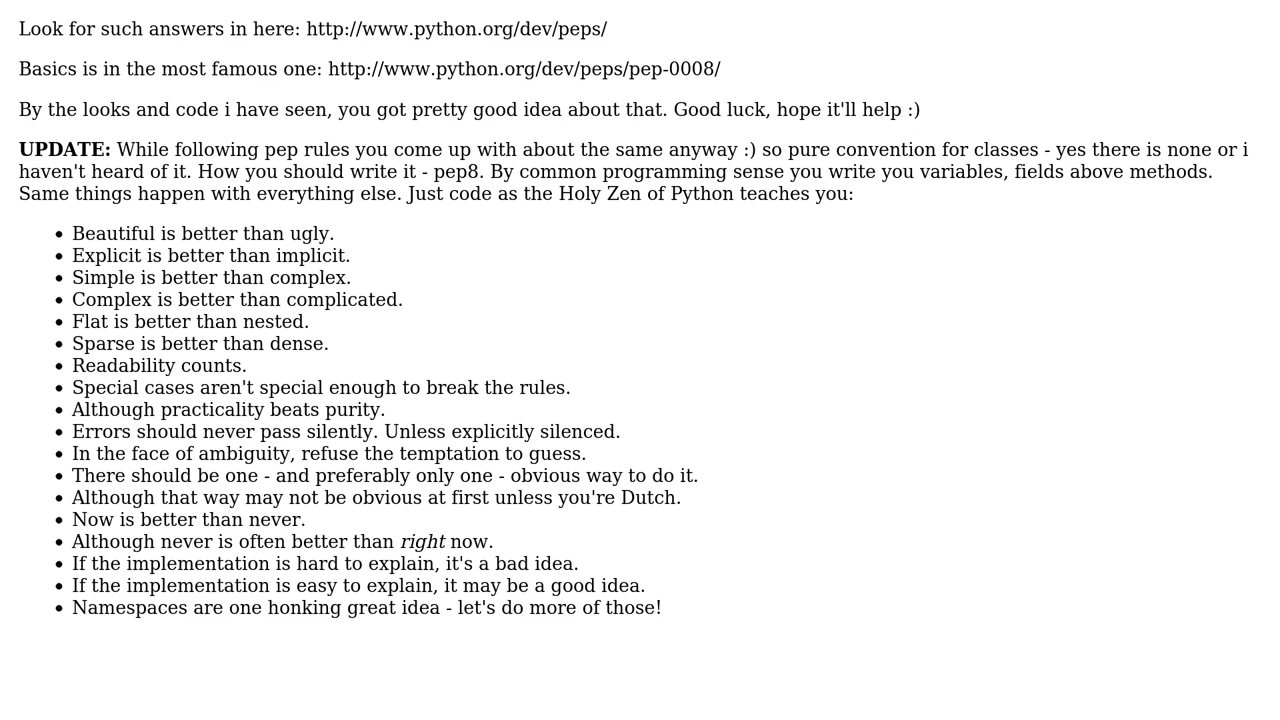 Look for such answers in here: http://www.python.org/dev/peps/
Basics is in the most famous one: http://www.python.org/dev/peps/pep-0008/
By the looks and code i have seen, you got pretty good idea about that. Good luck, hope it'll help :)
UPDATE: While following pep rules you come up with about the same anyway :) so pure convention for classes - yes there is none or i
haven't heard of it. How you should write it - pep8. By common programming sense you write you variables, fields above methods.
Same things happen with everything else. Just code as the Holy Zen of Python teaches you:
• Beautiful is better than ugly.
• Explicit is better than implicit.
• Simple is better than complex.
• Complex is better than complicated.
• Flat is better than nested.
• Sparse is better than dense.
• Readability counts.
• Special cases aren't special enough to break the rules.
• Although practicality beats purity.
• Errors should never pass silently. Unless explicitly silenced.
• In the face of ambiguity, refuse the temptation to guess.
• There should be one - and preferably only one - obvious way to do it.
• Although that way may not be obvious at first unless you're Dutch.
• Now is better than never.
• Although never is often better than right now.
• If the implementation is hard to explain, it's a bad idea.
• If the implementation is easy to explain, it may be a good idea.
• Namespaces are one honking great idea - let's do more of those!